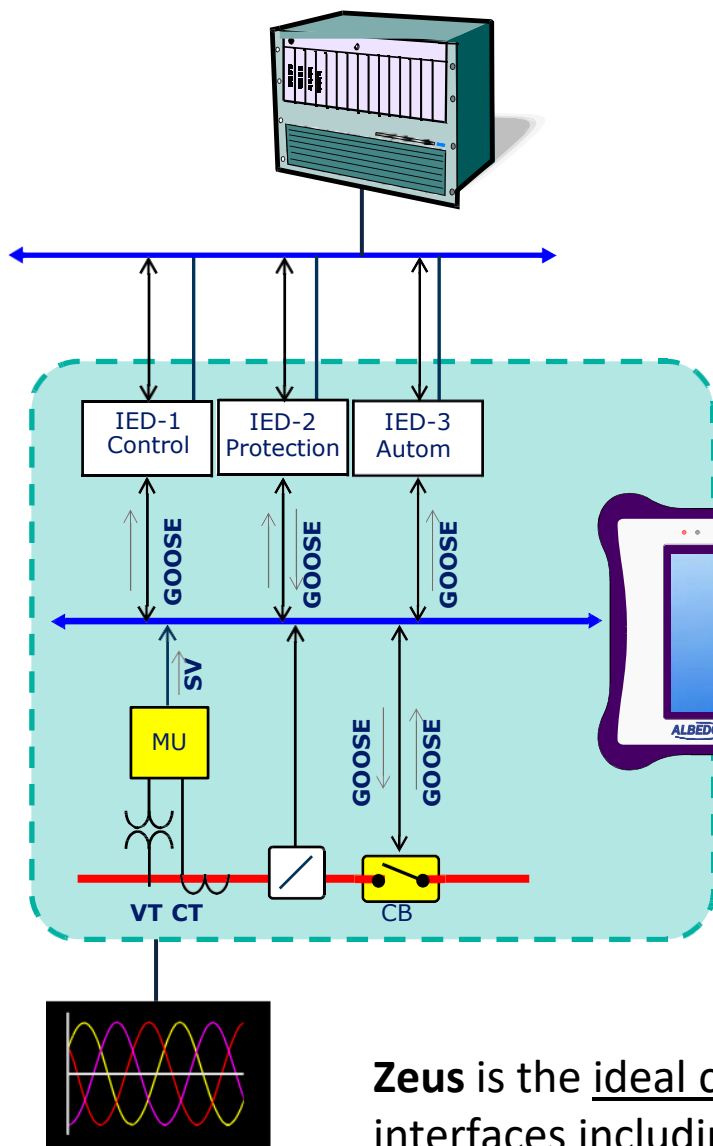 IED-1
Control
IED-2
Protection
IED-3
Autom
GOOSE
GOOSE
GOOSE
SV
MU
GOOSE
GOOSE
VT CT
CB
Zeus is the ideal
interfaces